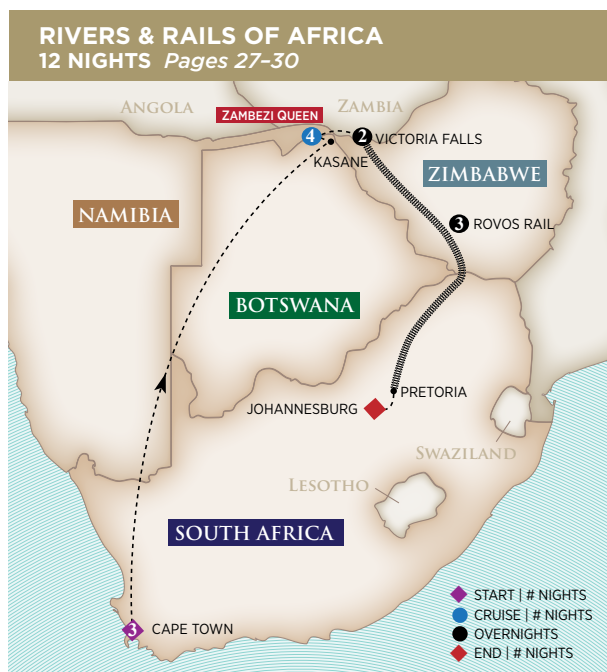 RIVERS & RAILS OF AFRICA
12 NIGHTS Pages 27–30
ANGOLA
ZAMBIA
ZAMBEZI QUEEN
4
2
VICTORIA FALLS
KASANE
ZIMBABWE
NAMIBIA
3
ROVOS RAIL
BOTSWANA
PRETORIA
JOHANNESBURG
SWAZILAND
LESOTHO
SOUTH AFRICA
3
CAPE TOWN
START | # NIGHTS
CRUISE | # NIGHTS
OVERNIGHTS
END | # NIGHTS